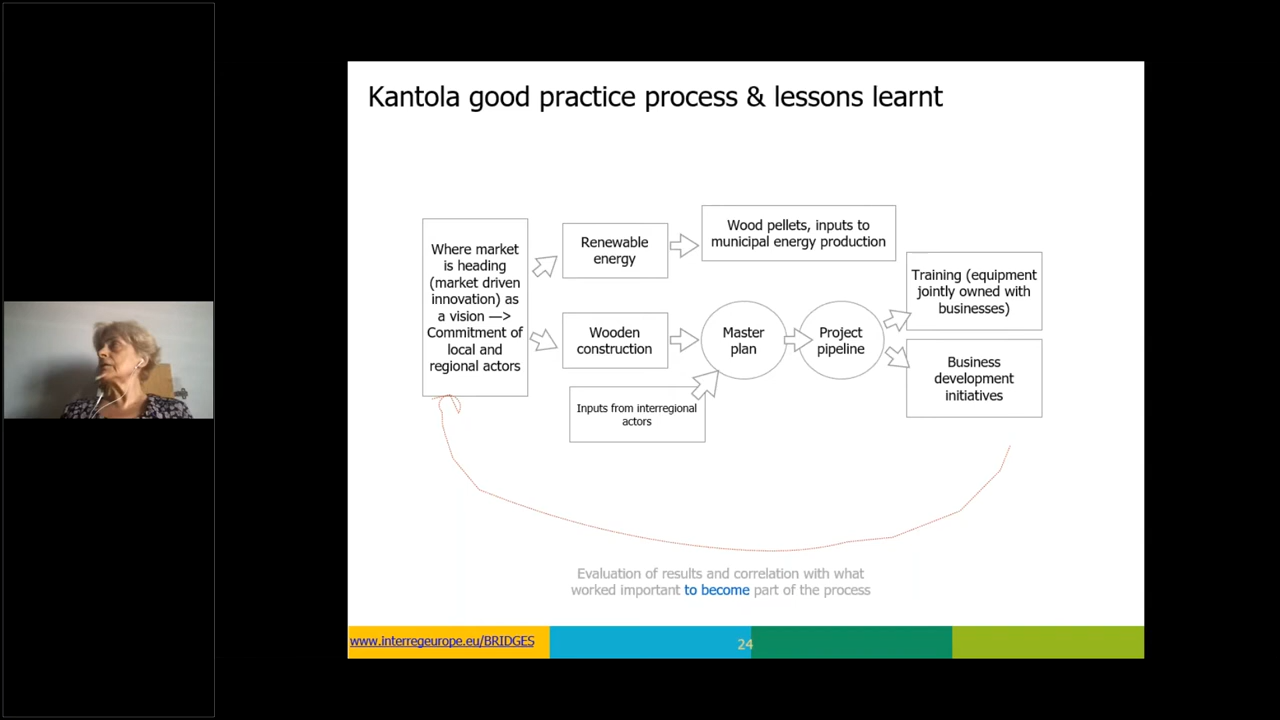 Kantola good practice process & lessons learnt
Where market
is heading
(market driven
innovation) as
a vision —>
Commitment of
local and
regional actors
Renewable
energy
Wood pellets, inputs to
municipal energy production
Wooden
construction
Master
plan
Project
pipeline
Training (equipment
jointly owned with
businesses)
Business
development
initiatives
Inputs from interregional
actors
Evaluation of results and correlation with what
worked important to become part of the process
www.interregeurope.eu/BRIDGES
24